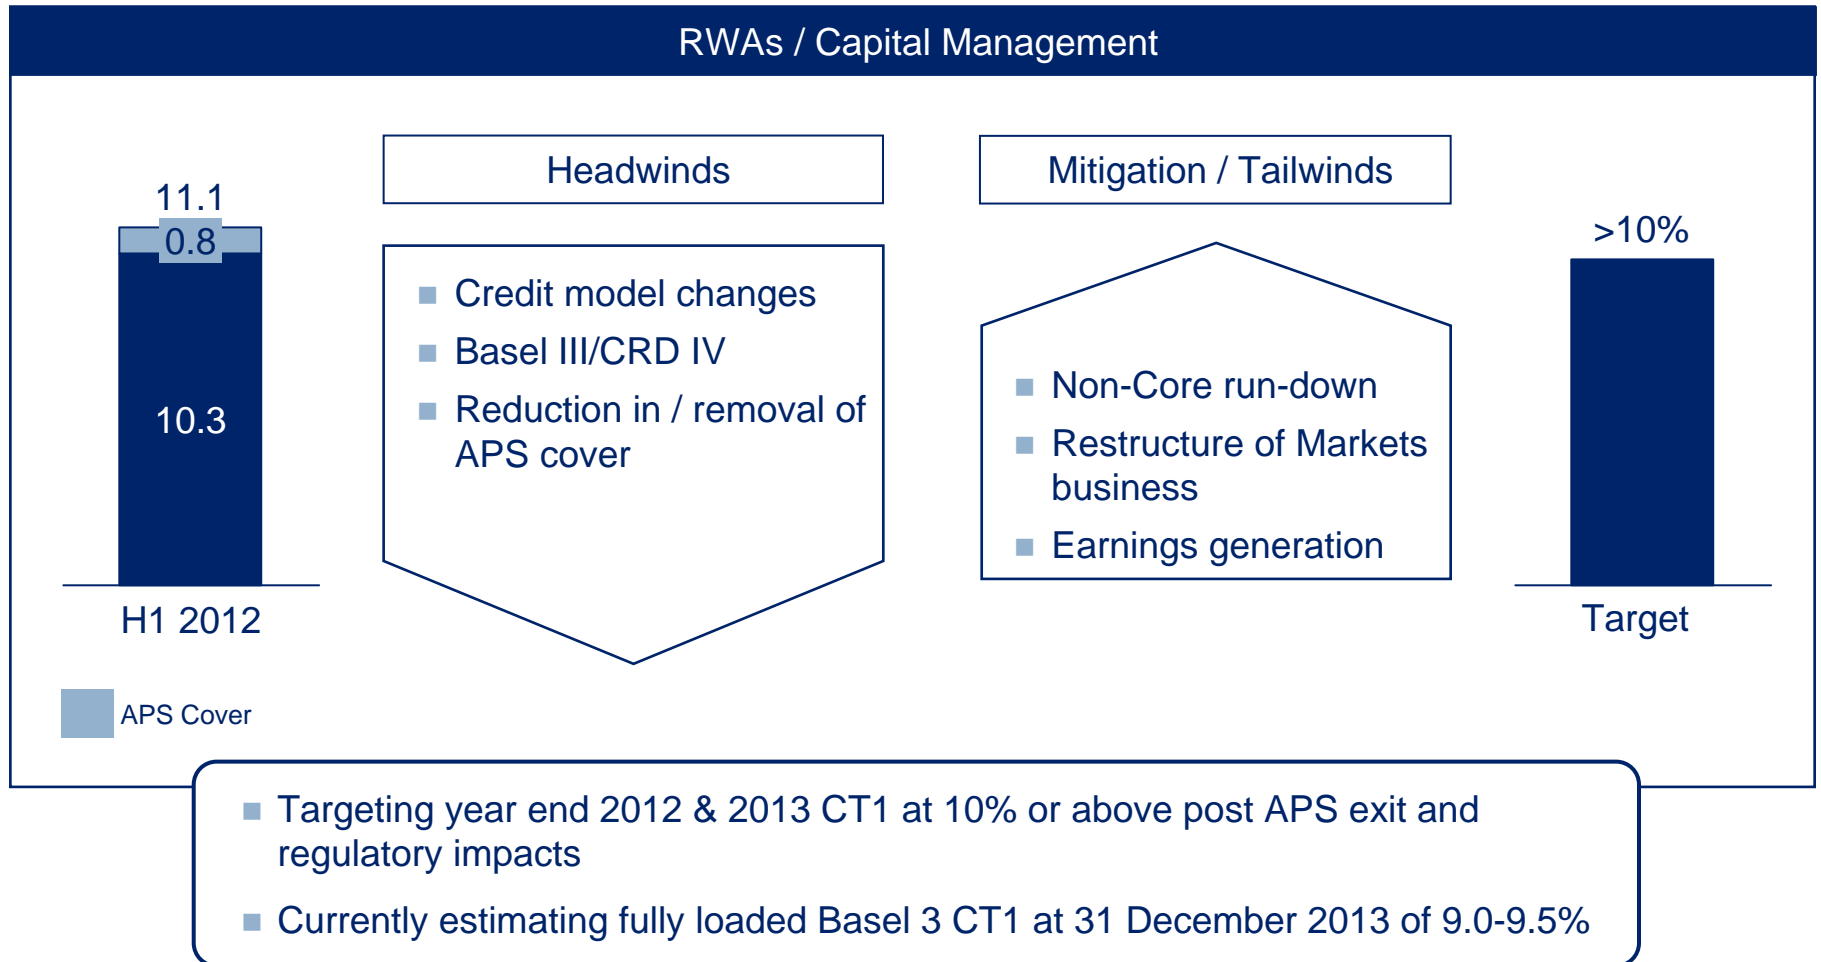 RWAs / Capital Management
11.1
0.8
10.3
H1 2012
APS Cover
Headwinds
■ Credit model changes
■ Basel III/CRD IV
■ Reduction in / removal of
APS cover
Mitigation / Tailwinds
■ Non-Core run-down
■ Restructure of Markets
business
■ Earnings generation
>10%
Target
■ Targeting year end 2012 & 2013 CT1 at 10% or above post APS exit and
regulatory impacts
■ Currently estimating fully loaded Basel 3 CT1 at 31 December 2013 of 9.0-9.5%